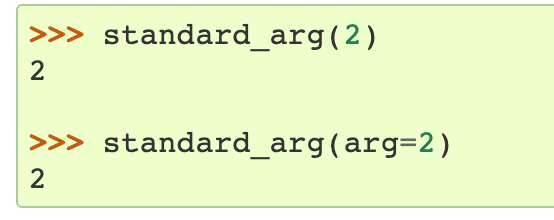 >>> standard_arg(2)
2
>>> standard_arg(arg=2)
2